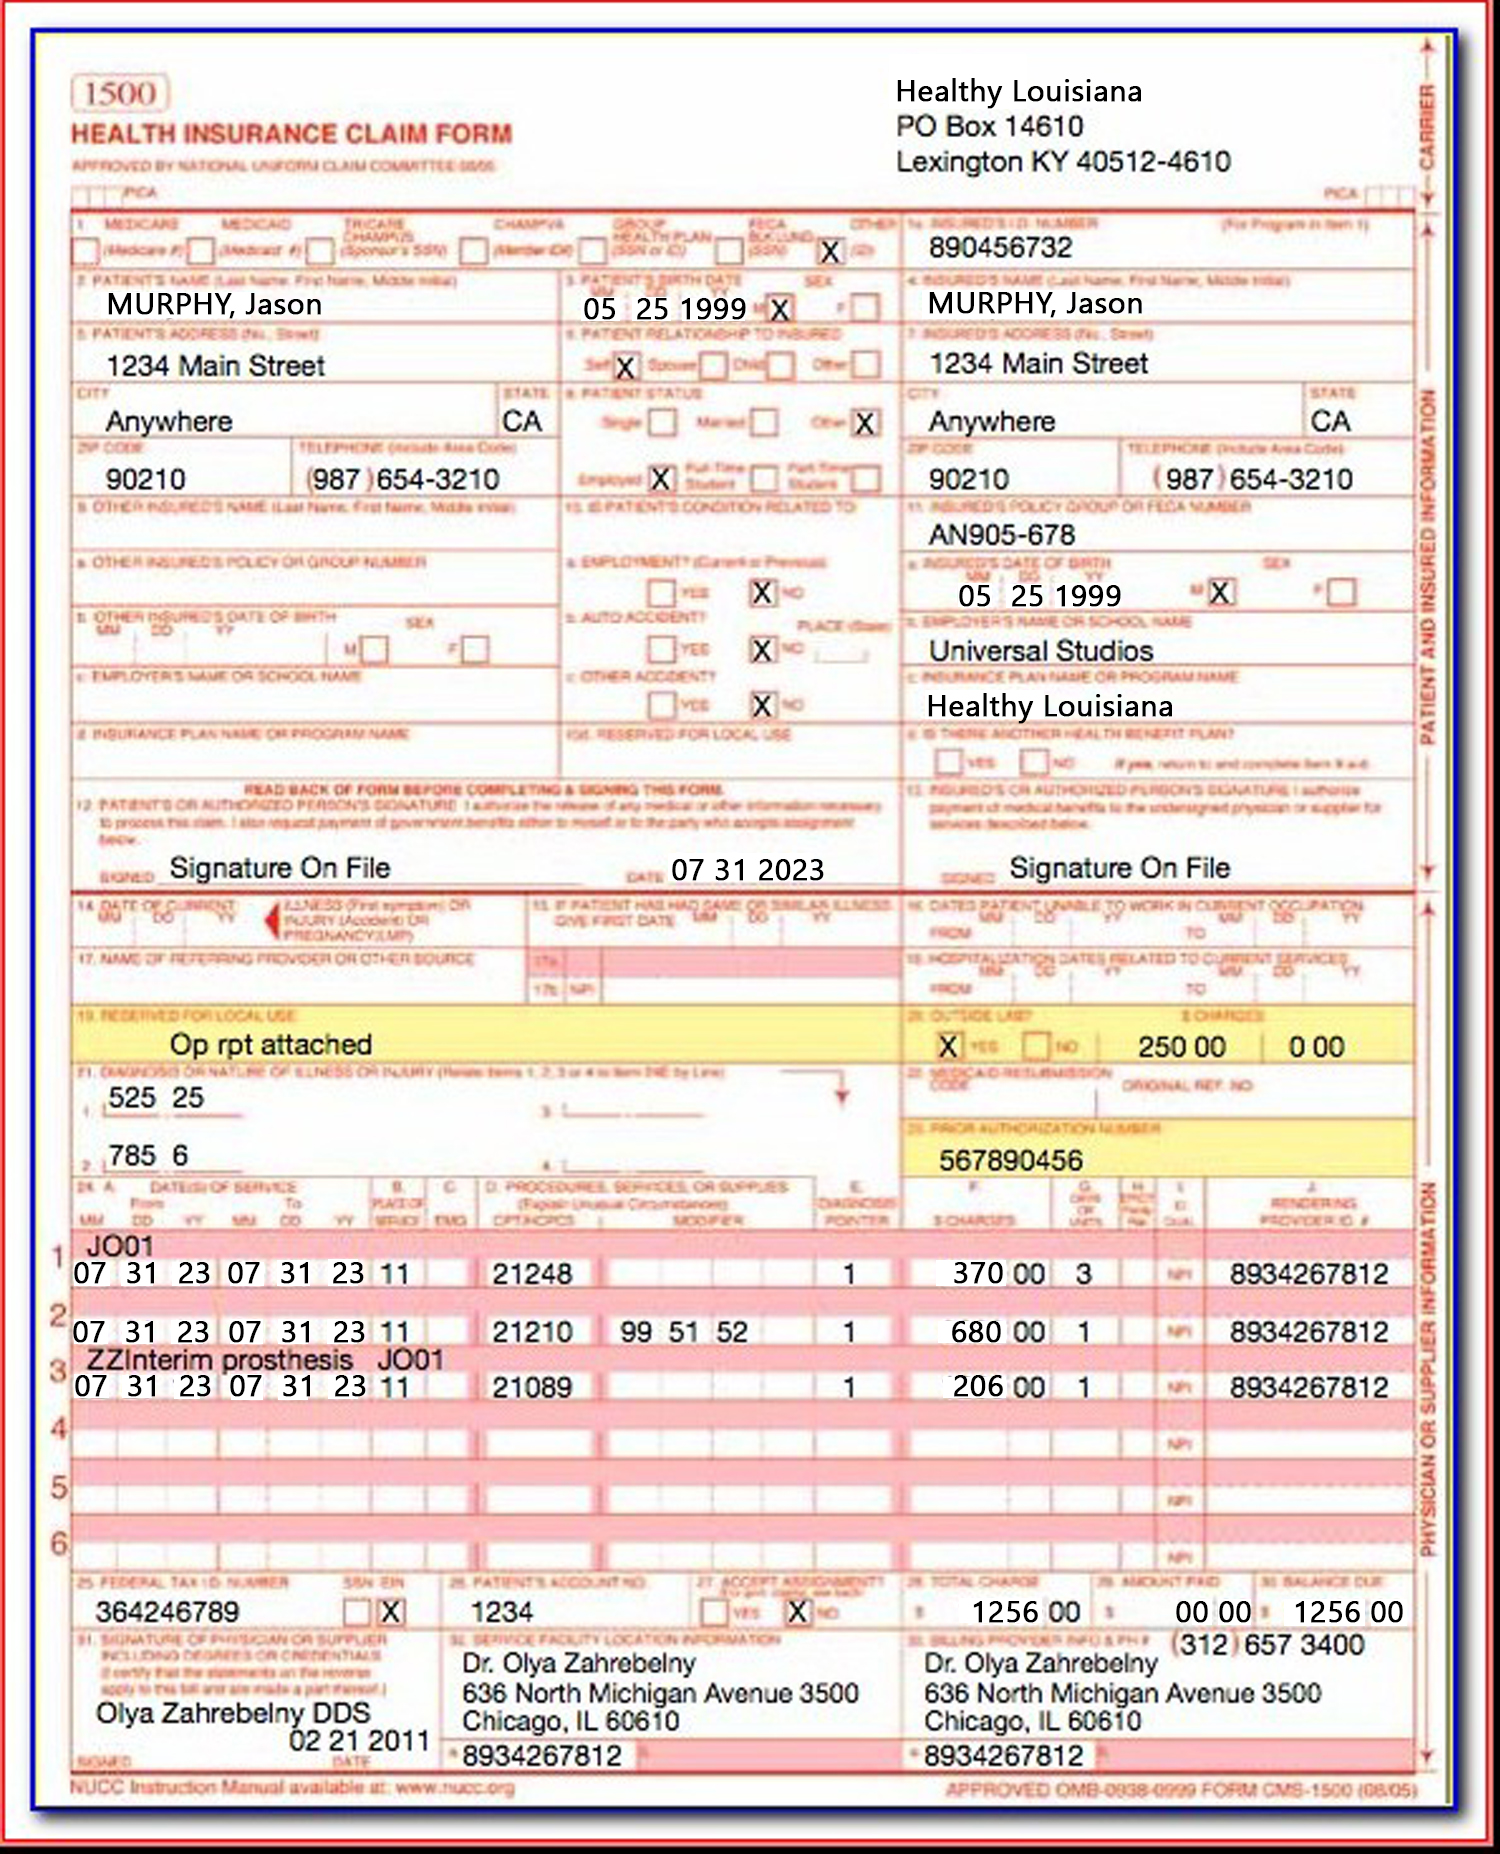 1500
HEALTH INSURANCE CLAIM FORM
APPROVED BY NATIONAL UNIFORM CLAIM COMMITTEE 08/05
PICA
PICA
Healthy Louisiana
PO Box 14610
Lexington KY 40512-4610
CARRIER
1. MEDICARE MEDICAID TRICARE CHAMPUS CHAMPVA GROUP HEALTH PLAN FECA BLK LUNG OTHER
(Medicare #) (Medicaid #) (Sponsor's SSN) (Member ID#) (SSN or ID) (SSN) X (ID)
1a. INSURED'S I.D. NUMBER (For Program in Item 1)
890456732
2. PATIENT'S NAME (Last Name, First Name, Middle Initial)
MURPHY, Jason
3. PATIENT'S BIRTH DATE SEX
MM DD YY
05 25 1999 M X F
4. INSURED'S NAME (Last Name, First Name, Middle Initial)
MURPHY, Jason
5. PATIENT'S ADDRESS (No., Street)
1234 Main Street
6. PATIENT RELATIONSHIP TO INSURED
Self X Spouse Child Other
7. INSURED'S ADDRESS (No., Street)
1234 Main Street
CITY STATE
Anywhere CA
8. PATIENT STATUS
Single Married Other X
CITY STATE
Anywhere CA
ZIP CODE TELEPHONE (Include Area Code)
90210 (987) 654-3210
Employed X Full-Time Student Part-Time Student
ZIP CODE TELEPHONE (Include Area Code)
90210 (987) 654-3210
9. OTHER INSURED'S NAME (Last Name, First Name, Middle Initial)
10. IS PATIENT'S CONDITION RELATED TO:
11. INSURED'S POLICY GROUP OR FECA NUMBER
AN905-678
a. OTHER INSURED'S POLICY OR GROUP NUMBER
a. EMPLOYMENT? (Current or Previous)
YES X NO
a. INSURED'S DATE OF BIRTH SEX
MM DD YY
05 25 1999 M X F
b. OTHER INSURED'S DATE OF BIRTH SEX
MM DD YY M F
b. AUTO ACCIDENT? PLACE (State)
YES X NO
b. EMPLOYER'S NAME OR SCHOOL NAME
Universal Studios
c. EMPLOYER'S NAME OR SCHOOL NAME
c. OTHER ACCIDENT?
YES X NO
c. INSURANCE PLAN NAME OR PROGRAM NAME
Healthy Louisiana
d. INSURANCE PLAN NAME OR PROGRAM NAME
10d. RESERVED FOR LOCAL USE
d. IS THERE ANOTHER HEALTH BENEFIT PLAN?
YES NO If yes, return to and complete item 9 a-d.
PATIENT AND INSURED INFORMATION
READ BACK OF FORM BEFORE COMPLETING & SIGNING THIS FORM.
12. PATIENT'S OR AUTHORIZED PERSON'S SIGNATURE I authorize the release of any medical or other information necessary
to process this claim. I also request payment of government benefits either to myself or to the party who accepts assignment
below.
SIGNED Signature On File DATE 07 31 2023
13. INSURED'S OR AUTHORIZED PERSON'S SIGNATURE I authorize
payment of medical benefits to the undersigned physician or supplier for
services described below.
SIGNED Signature On File
14. DATE OF CURRENT: ILLNESS (First symptom) OR
MM DD YY INJURY (Accident) OR
PREGNANCY (LMP)
15. IF PATIENT HAS HAD SAME OR SIMILAR ILLNESS.
GIVE FIRST DATE MM DD YY
16. DATES PATIENT UNABLE TO WORK IN CURRENT OCCUPATION
MM DD YY MM DD YY
FROM TO
17. NAME OF REFERRING PROVIDER OR OTHER SOURCE
17a.
17b. NPI
18. HOSPITALIZATION DATES RELATED TO CURRENT SERVICES
MM DD YY MM DD YY
FROM TO
19. RESERVED FOR LOCAL USE
Op rpt attached
20. OUTSIDE LAB? $ CHARGES
X YES NO 250 00 0 00
21. DIAGNOSIS OR NATURE OF ILLNESS OR INJURY (Relate Items 1, 2, 3 or 4 to Item 24E by Line)
1. 525 25
3.
2. 785 6
4.
22. MEDICAID RESUBMISSION
CODE ORIGINAL REF. NO.
23. PRIOR AUTHORIZATION NUMBER
567890456
24. A. DATE(S) OF SERVICE B. C. D. PROCEDURES, SERVICES, OR SUPPLIES E. F. G. H. I. J.
From To PLACE OF (Explain Unusual Circumstances) DIAGNOSIS DAYS OR EPSDT ID. RENDERING
MM DD YY MM DD YY SERVICE EMG CPT/HCPCS MODIFIER POINTER $ CHARGES UNITS Family Plan QUAL. PROVIDER ID. #
1
JO01
07 31 23 07 31 23 11 21248 1 370 00 3 NPI 8934267812
2
07 31 23 07 31 23 11 21210 99 51 52 1 680 00 1 NPI 8934267812
3
ZZInterim prosthesis JO01
07 31 23 07 31 23 11 21089 1 206 00 1 NPI 8934267812
4
NPI
5
NPI
6
NPI
PHYSICIAN OR SUPPLIER INFORMATION
25. FEDERAL TAX I.D. NUMBER SSN EIN
364246789 X
26. PATIENT'S ACCOUNT NO.
1234
27. ACCEPT ASSIGNMENT?
YES X NO
28. TOTAL CHARGE
$ 1256 00
29. AMOUNT PAID
$ 00 00
30. BALANCE DUE
$ 1256 00
31. SIGNATURE OF PHYSICIAN OR SUPPLIER
INCLUDING DEGREES OR CREDENTIALS
(I certify that the statements on the reverse
apply to this bill and are made a part thereof.)
Olya Zahrebelny DDS
02 21 2011
SIGNED DATE
32. SERVICE FACILITY LOCATION INFORMATION
Dr. Olya Zahrebelny
636 North Michigan Avenue 3500
Chicago, IL 60610
a. 8934267812 b.
33. BILLING PROVIDER INFO & PH # (312) 657 3400
Dr. Olya Zahrebelny
636 North Michigan Avenue 3500
Chicago, IL 60610
a. 8934267812 b.
NUCC Instruction Manual available at: www.nucc.org
APPROVED OMB-0938-0999 FORM CMS-1500 (08/05)